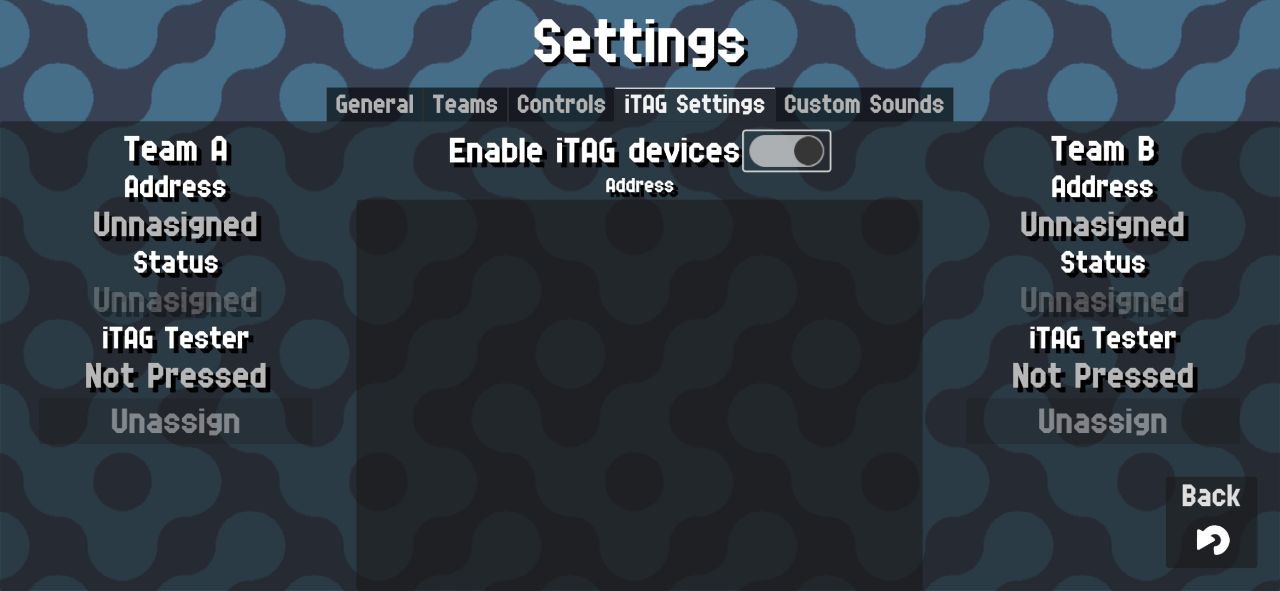 Settings
General Teams Controls iTAG Settings Custom Sounds
Team A
Address
Unnasigned
Status
Unnasigned
iTAG Tester
Not Pressed
Unassign
Enable iTAG devices
Address
Team B
Address
Unnasigned
Status
Unnasigned
iTAG Tester
Not Pressed
Unassign
Back